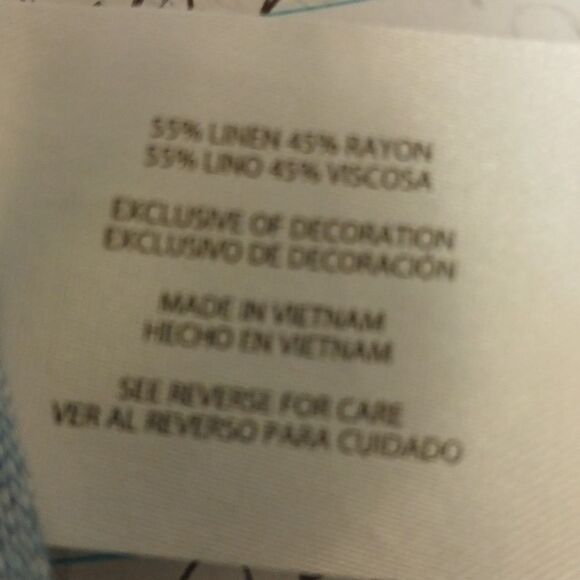 55% LINEN 45% RAYON
55% LINO 45% VISCOSA
EXCLUSIVE OF DECORATION
EXCLUSIVO DE DECORACIÓN
MADE IN VIETNAM
HECHO EN VIETNAM
SEE REVERSE FOR CARE
VER AL REVERSO PARA CUIDADO